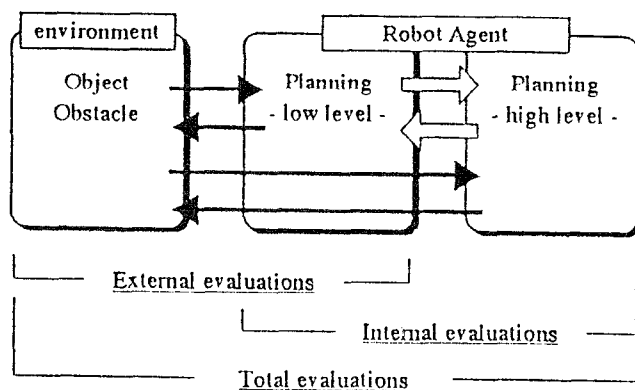 environment
Robot Agent
Object
Obstacle
Planning
- low level -
Planning
- high level -
External evaluations
Internal evaluations
Total evaluations